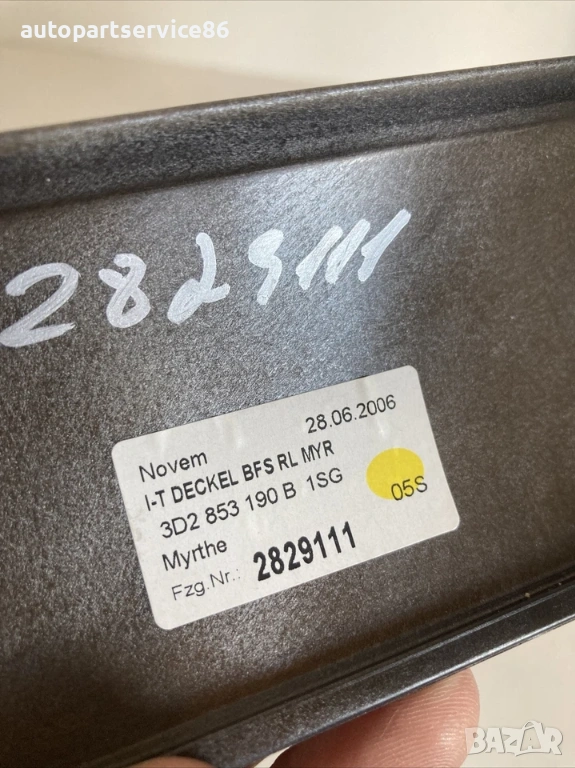 autopartservice86
2829111
Novem 28.06.2006
I-T DECKEL BFS RL MYR
3D2 853 190 B 1SG
05S
Myrthe
Fzg.Nr.: 2829111
BAZAR